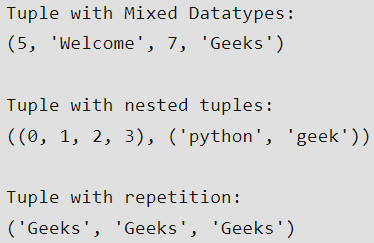 Tuple with Mixed Datatypes:
(5, 'Welcome', 7, 'Geeks')
Tuple with nested tuples:
((0, 1, 2, 3), ('python', 'geek'))
Tuple with repetition:
('Geeks', 'Geeks', 'Geeks')